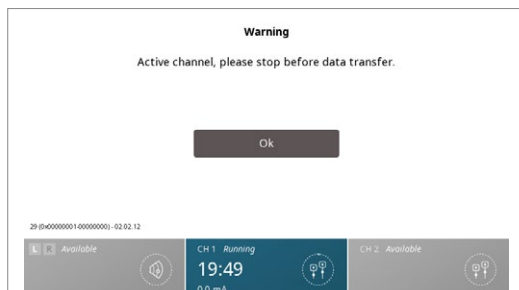 Warning
Active channel, please stop before data transfer.
Ok
29 (0x00000001-00000000) - 02.02.12
L R Available
CH 1 Running
CH 2 Available
19:49
0.0 mA